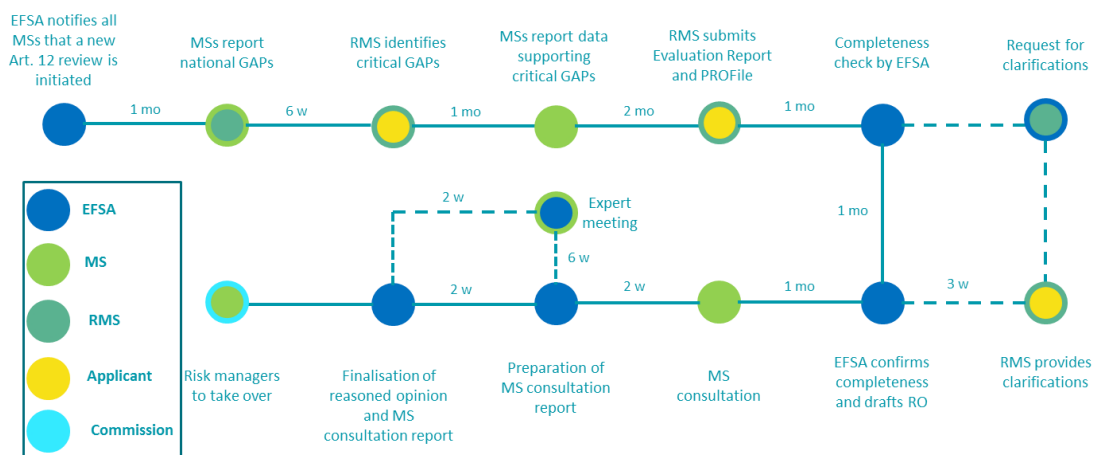 EFSA notifies all
MSs that a new
Art. 12 review is
initiated
MSs report
national GAPs
RMS identifies
critical GAPs
MSs report data
supporting
critical GAPs
RMS submits
Evaluation Report
and PROFile
Completeness
check by EFSA
Request for
clarifications
1 mo
6 w
1 mo
2 mo
1 mo
EFSA
MS
RMS
Applicant
Commission
2 w
Expert
meeting
6 w
1 mo
2 w
2 w
1 mo
3 w
Risk managers
to take over
Finalisation of
reasoned opinion
and MS
consultation report
Preparation of
MS consultation
report
MS
consultation
EFSA confirms
completeness
and drafts RO
RMS provides
clarifications